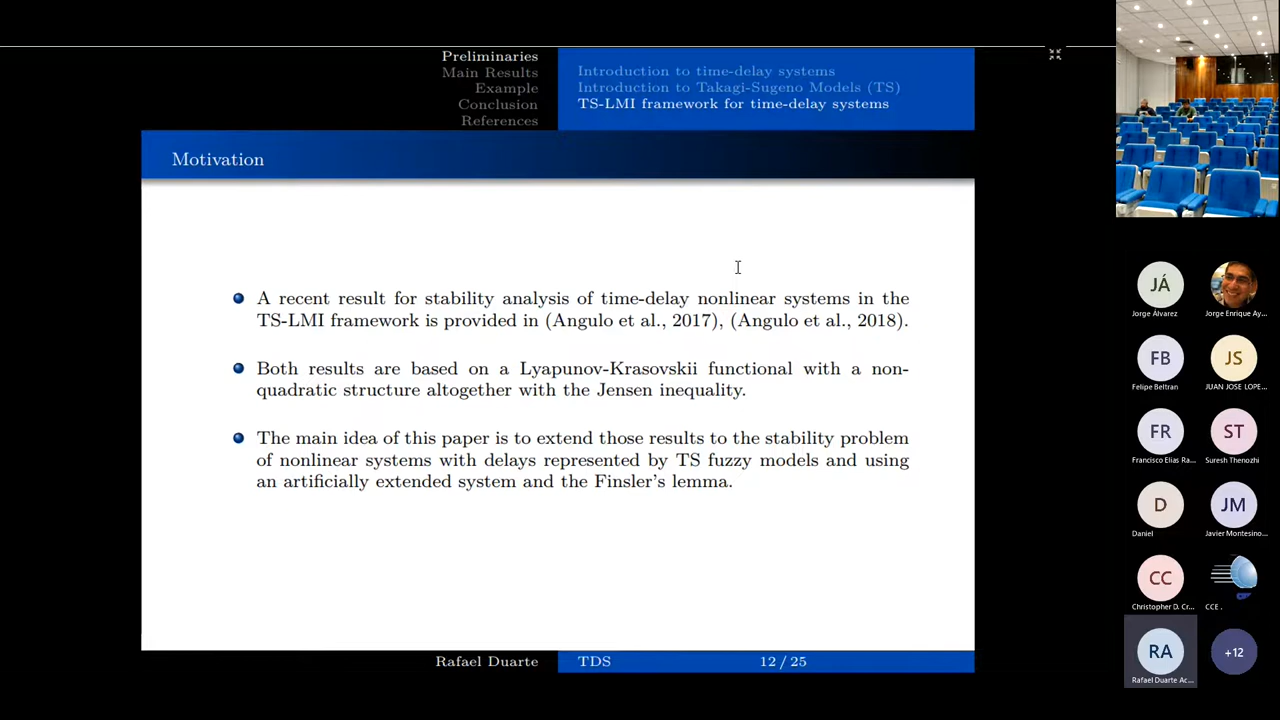 Preliminaries
Main Results
Example
Conclusion
References
Introduction to time-delay systems
Introduction to Takagi-Sugeno Models (TS)
TS-LMI framework for time-delay systems
Motivation
A recent result for stability analysis of time-delay nonlinear systems in the
TS-LMI framework is provided in (Angulo et al., 2017), (Angulo et al., 2018).
Both results are based on a Lyapunov-Krasovskii functional with a non-
quadratic structure altogether with the Jensen inequality.
The main idea of this paper is to extend those results to the stability problem
of nonlinear systems with delays represented by TS fuzzy models and using
an artificially extended system and the Finsler's lemma.
Rafael Duarte TDS 12 / 25
JÁ
Jorge Álvarez Jorge Enrique Ay...
FB JS
Felipe Beltran JUAN JOSE LOPE...
FR ST
Francisco Elias Ra... Suresh Thenozhi
D JM
Daniel Javier Montesino...
CC
Christopher D. Cr... CCE .
RA +12
Rafael Duarte Ac...